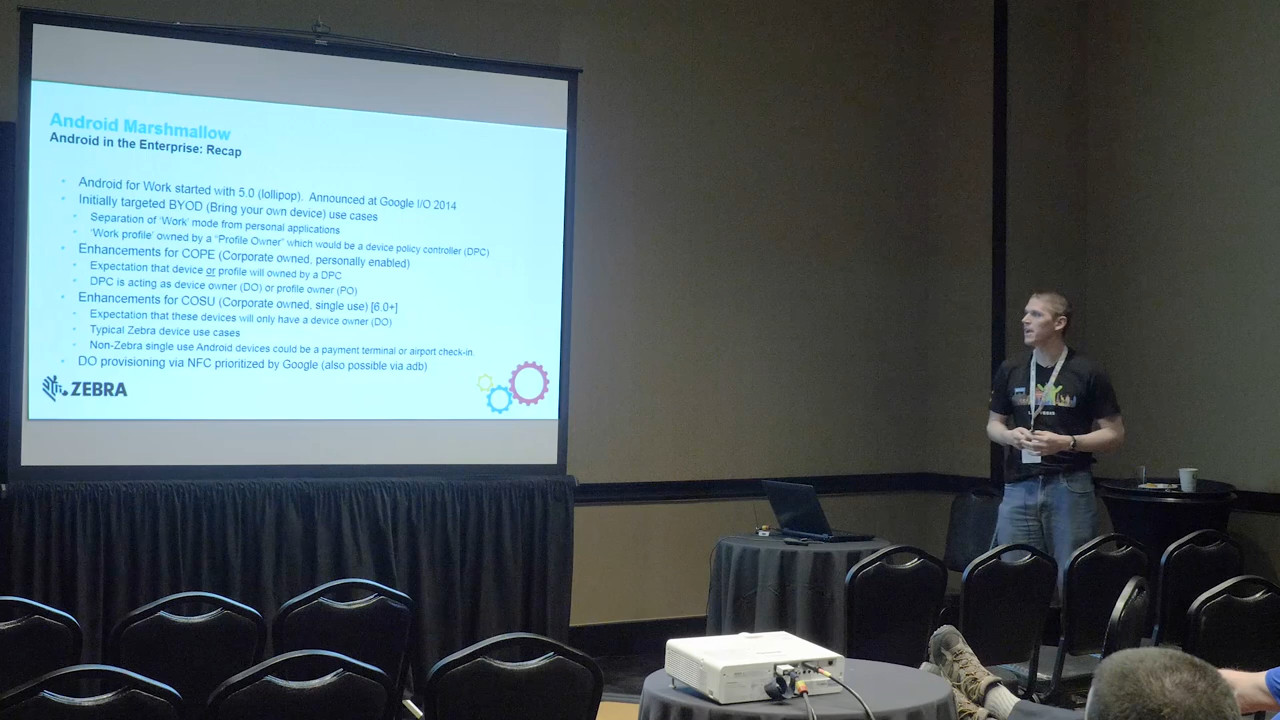 Android Marshmallow
Android in the Enterprise: Recap
Android for Work started with 5.0 (lollipop). Announced at Google I/O 2014
Initially targeted BYOD (Bring your own device) use cases
Separation of 'Work' mode from personal applications
'Work profile' owned by a "Profile Owner" which would be a device policy controller (DPC)
Enhancements for COPE (Corporate owned, personally enabled)
Expectation that device or profile will owned by a DPC
DPC is acting as device owner (DO) or profile owner (PO)
Enhancements for COSU (Corporate owned, single use) [6.0+]
Expectation that these devices will only have a device owner (DO)
Typical Zebra device use cases
Non-Zebra single use Android devices could be a payment terminal or airport check-in.
DO provisioning via NFC prioritized by Google (also possible via adb)
ZEBRA